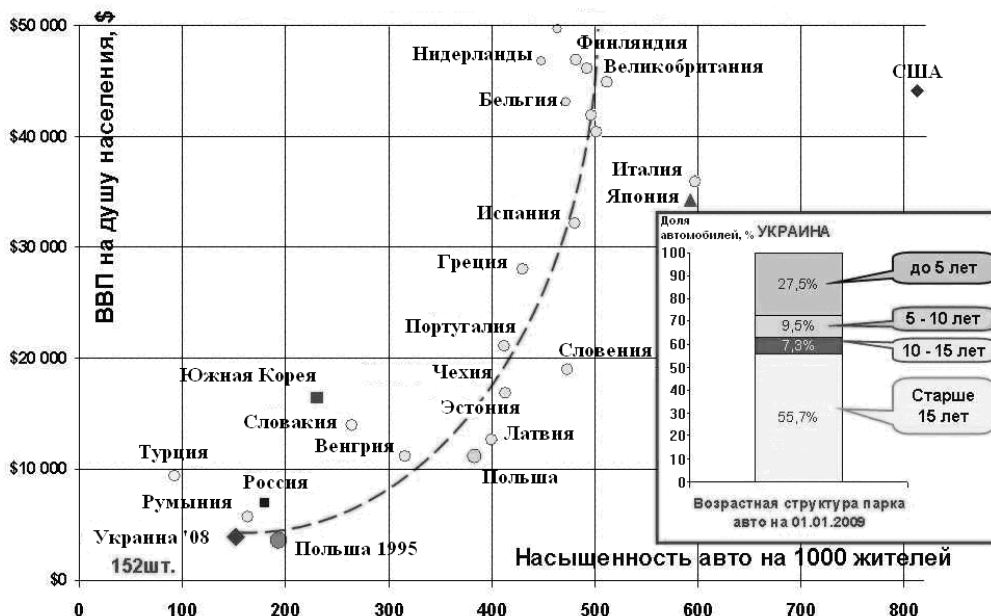 $50 000
$40 000
$30 000
$20 000
$10 000
$0
ВВП на душу населения, $
0 100 200 300 400 500 600 700 800
Насыщенность авто на 1000 жителей
Нидерланды
Финляндия
Великобритания
Бельгия
США
Италия
Япония
Испания
Греция
Португалия
Словения
Чехия
Южная Корея
Эстония
Словакия
Латвия
Венгрия
Турция
Польша
Россия
Румыния
Украина '08
152шт.
Польша 1995
Доля
автомобилей, %
УКРАИНА
100
90
80
70
60
50
40
30
20
10
0
27,5%
9,5%
7,3%
55,7%
до 5 лет
5 - 10 лет
10 - 15 лет
Старше
15 лет
Возрастная структура парка
авто на 01.01.2009